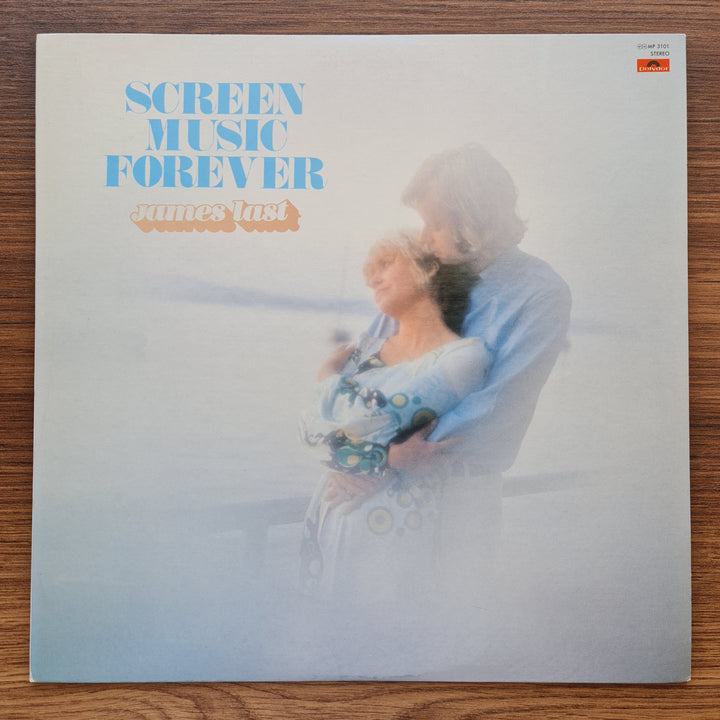 SCREEN
MUSIC
FOREVER
James last
MP 3101
STEREO
Polydor